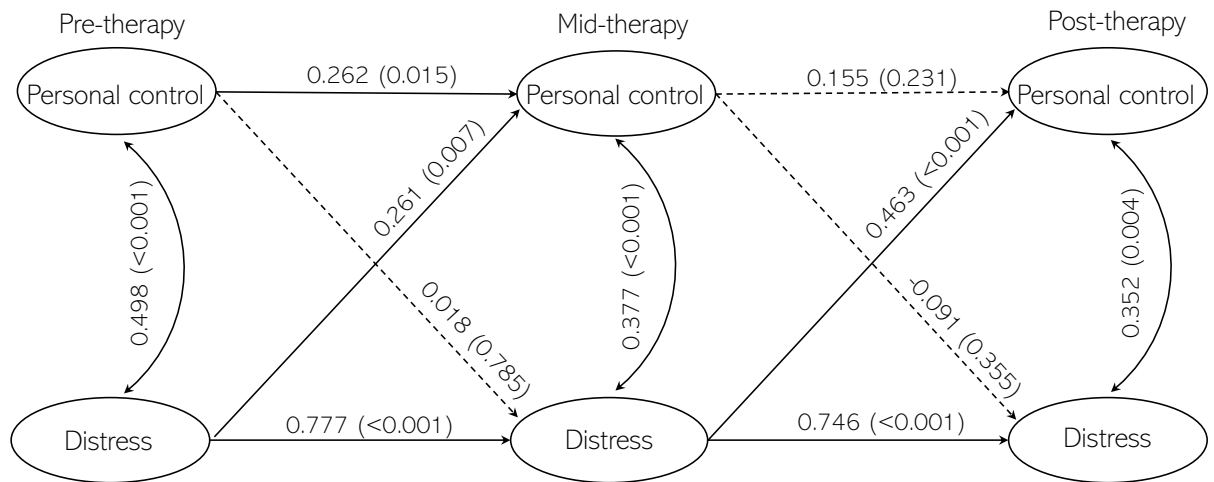 Pre-therapy
Mid-therapy
Post-therapy
Personal control
0.262 (0.015)
Personal control
0.155 (0.231)
Personal control
0.498 (<0.001)
0.261 (0.007)
0.018 (0.785)
0.377 (<0.001)
0.463 (<0.001)
-0.091 (0.355)
0.352 (0.004)
Distress
0.777 (<0.001)
Distress
0.746 (<0.001)
Distress